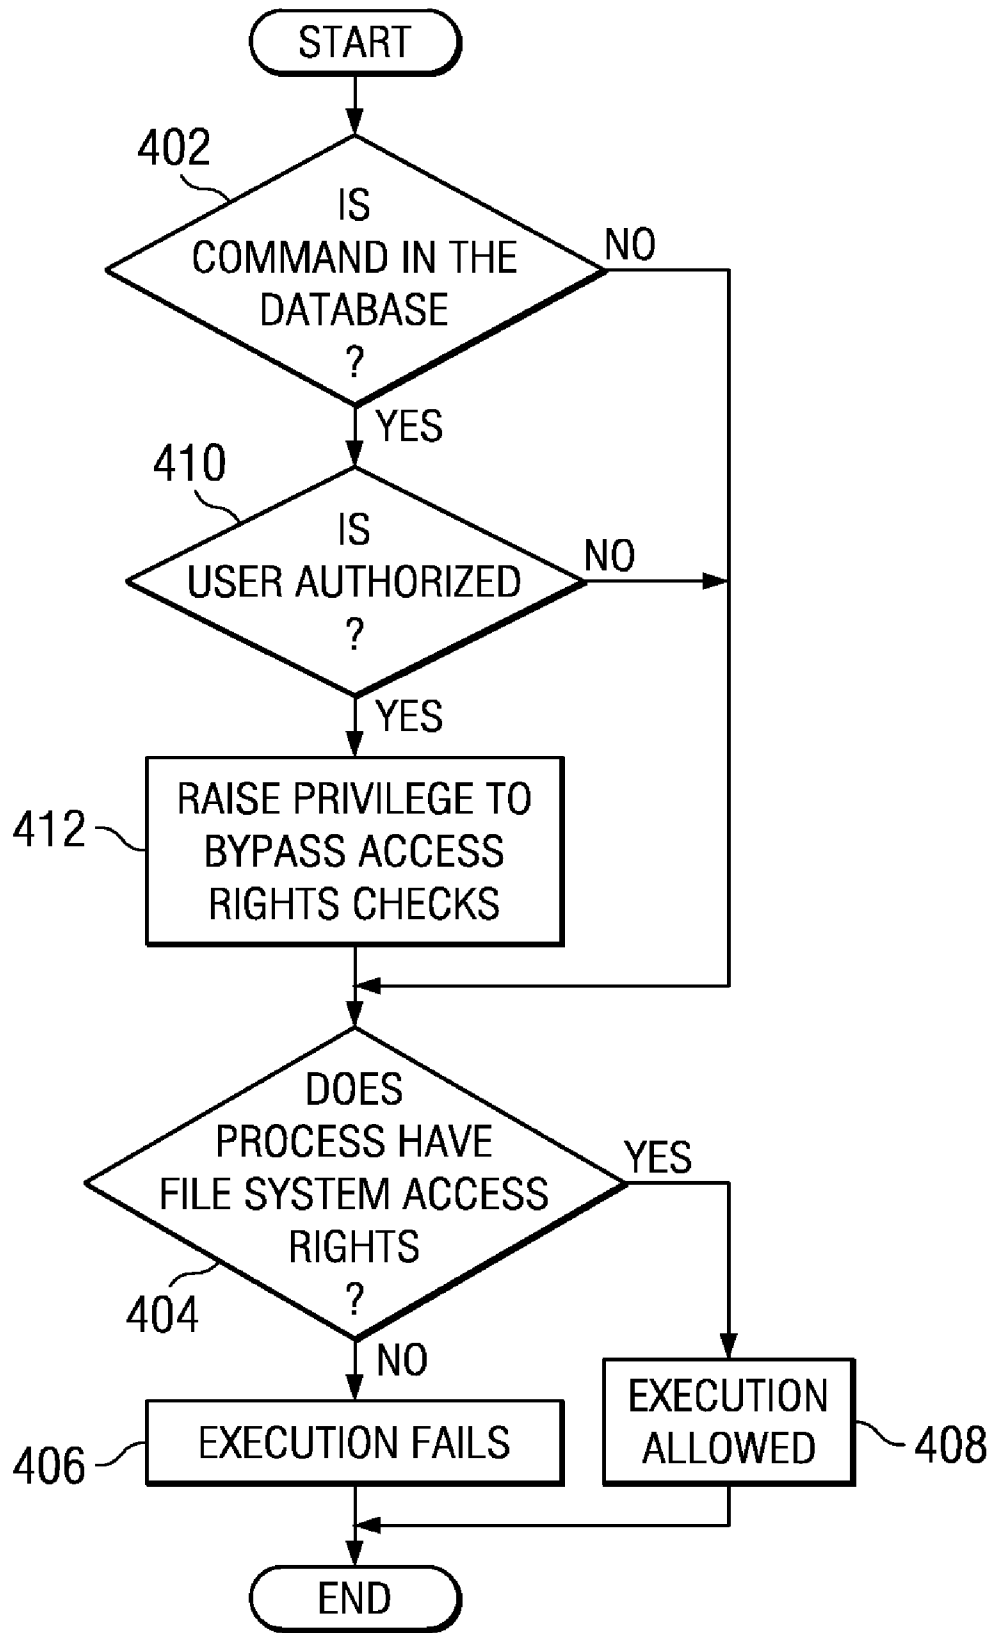 START
402
IS
COMMAND IN THE
DATABASE
?
NO
YES
410
IS
USER AUTHORIZED
?
NO
YES
412
RAISE PRIVILEGE TO
BYPASS ACCESS
RIGHTS CHECKS
DOES
PROCESS HAVE
FILE SYSTEM ACCESS
RIGHTS
?
YES
404
NO
EXECUTION FAILS
406
EXECUTION
ALLOWED
408
END